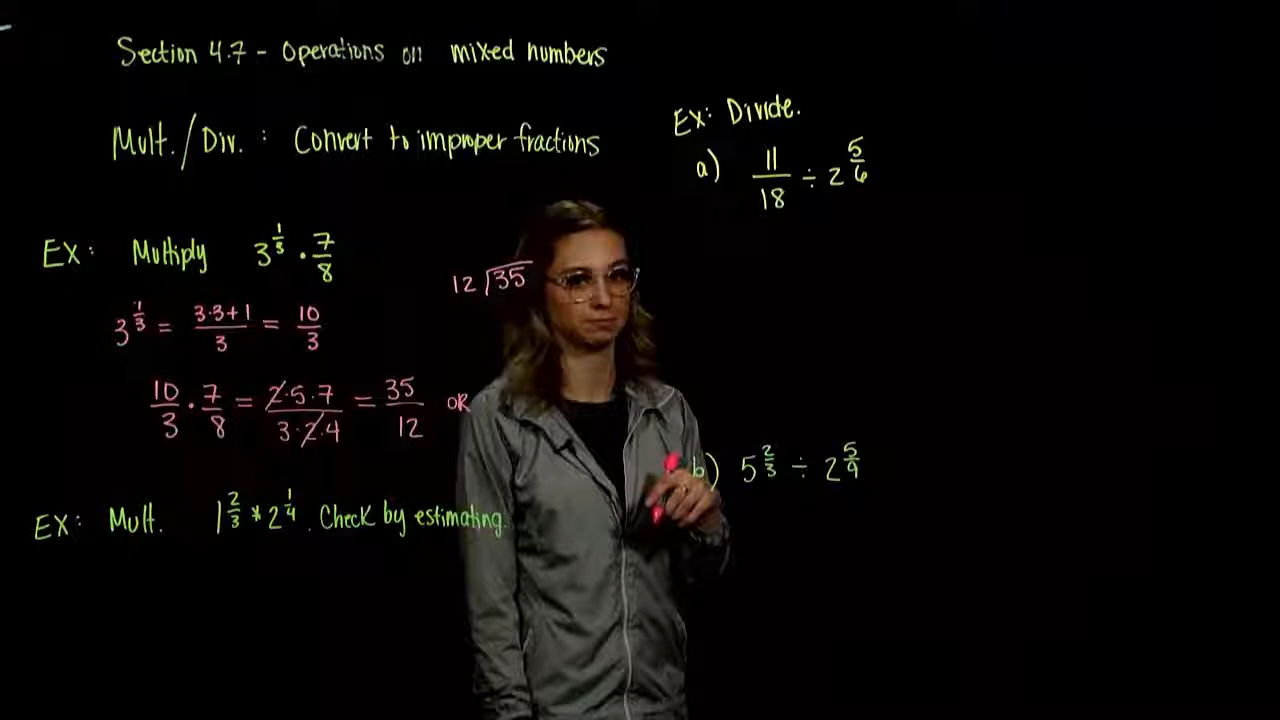 Section 4.7 - Operations on mixed numbers
Mult./Div.: Convert to improper fractions
Ex: Multiply 3 1/3 · 7/8
3 1/3 = (3·3+1)/3 = 10/3
12 ⟌35
10/3 · 7/8 = (2·5·7)/(3·2·4) = 35/12 OR
Ex: Mult. 1 2/3 * 2 1/4. Check by estimating.
Ex: Divide.
a) 11/18 ÷ 2 5/6
b) 5 2/3 ÷ 2 5/9